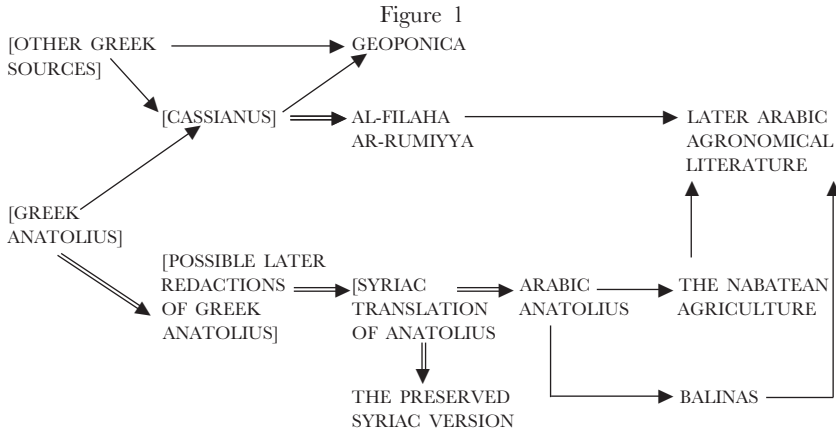 Figure 1
[OTHER GREEK
SOURCES]
GEOPONICA
[CASSIANUS]
AL-FILAHA
AR-RUMIYYA
LATER ARABIC
AGRONOMICAL
LITERATURE
[GREEK
ANATOLIUS]
[POSSIBLE LATER
REDACTIONS
OF GREEK
ANATOLIUS]
[SYRIAC
TRANSLATION
OF ANATOLIUS
ARABIC
ANATOLIUS
THE NABATEAN
AGRICULTURE
THE PRESERVED
SYRIAC VERSION
BALINAS